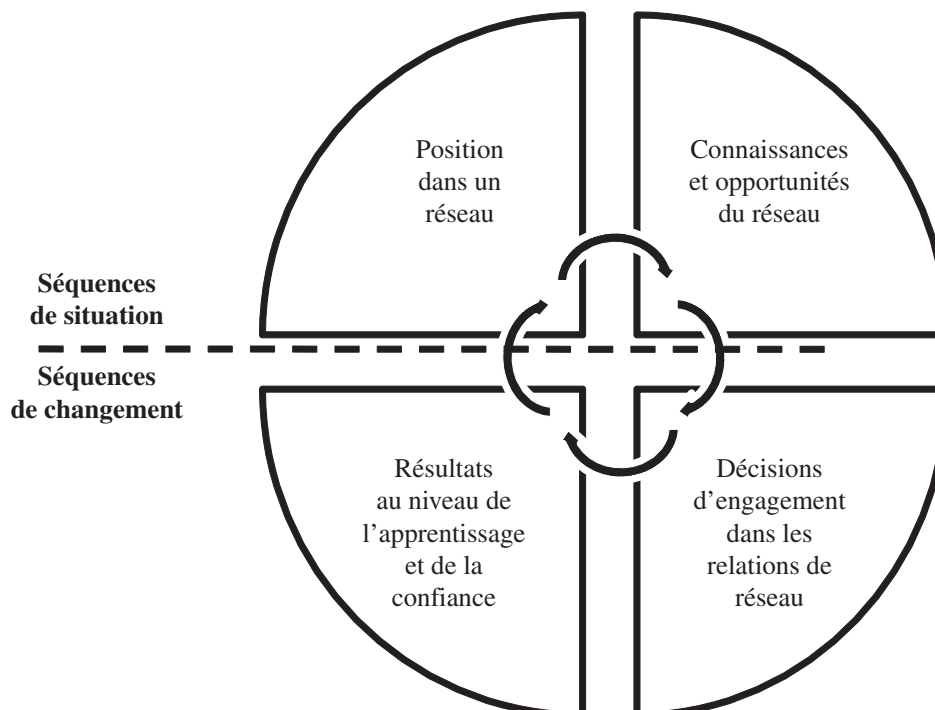 Position
dans un
réseau
Connaissances
et opportunités
du réseau
Séquences
de situation
Séquences
de changement
Résultats
au niveau de
l’apprentissage
et de la
confiance
Décisions
d’engagement
dans les
relations de
réseau